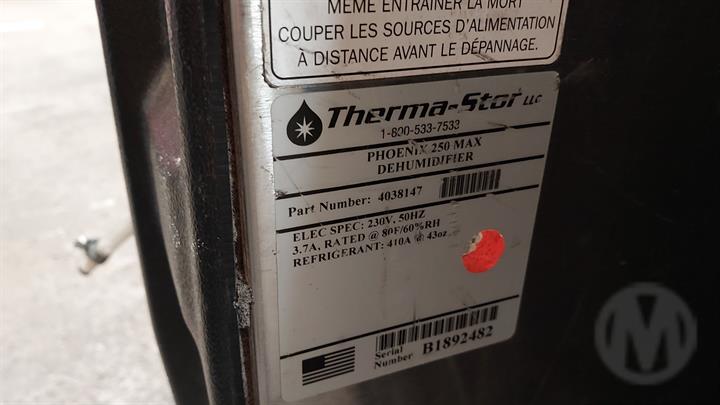 MÊME ENTRAÎNER LA MORT
COUPER LES SOURCES D'ALIMENTATION
À DISTANCE AVANT LE DÉPANNAGE.
Therma-Stor LLC
1-800-533-7533
PHOENIX 250 MAX
DEHUMIDIFIER
Part Number: 4038147
ELEC SPEC: 230V, 50HZ
3.7A, RATED @ 80F/60%RH
REFRIGERANT: 410A @ 43oz
Serial
Number B1892482
M